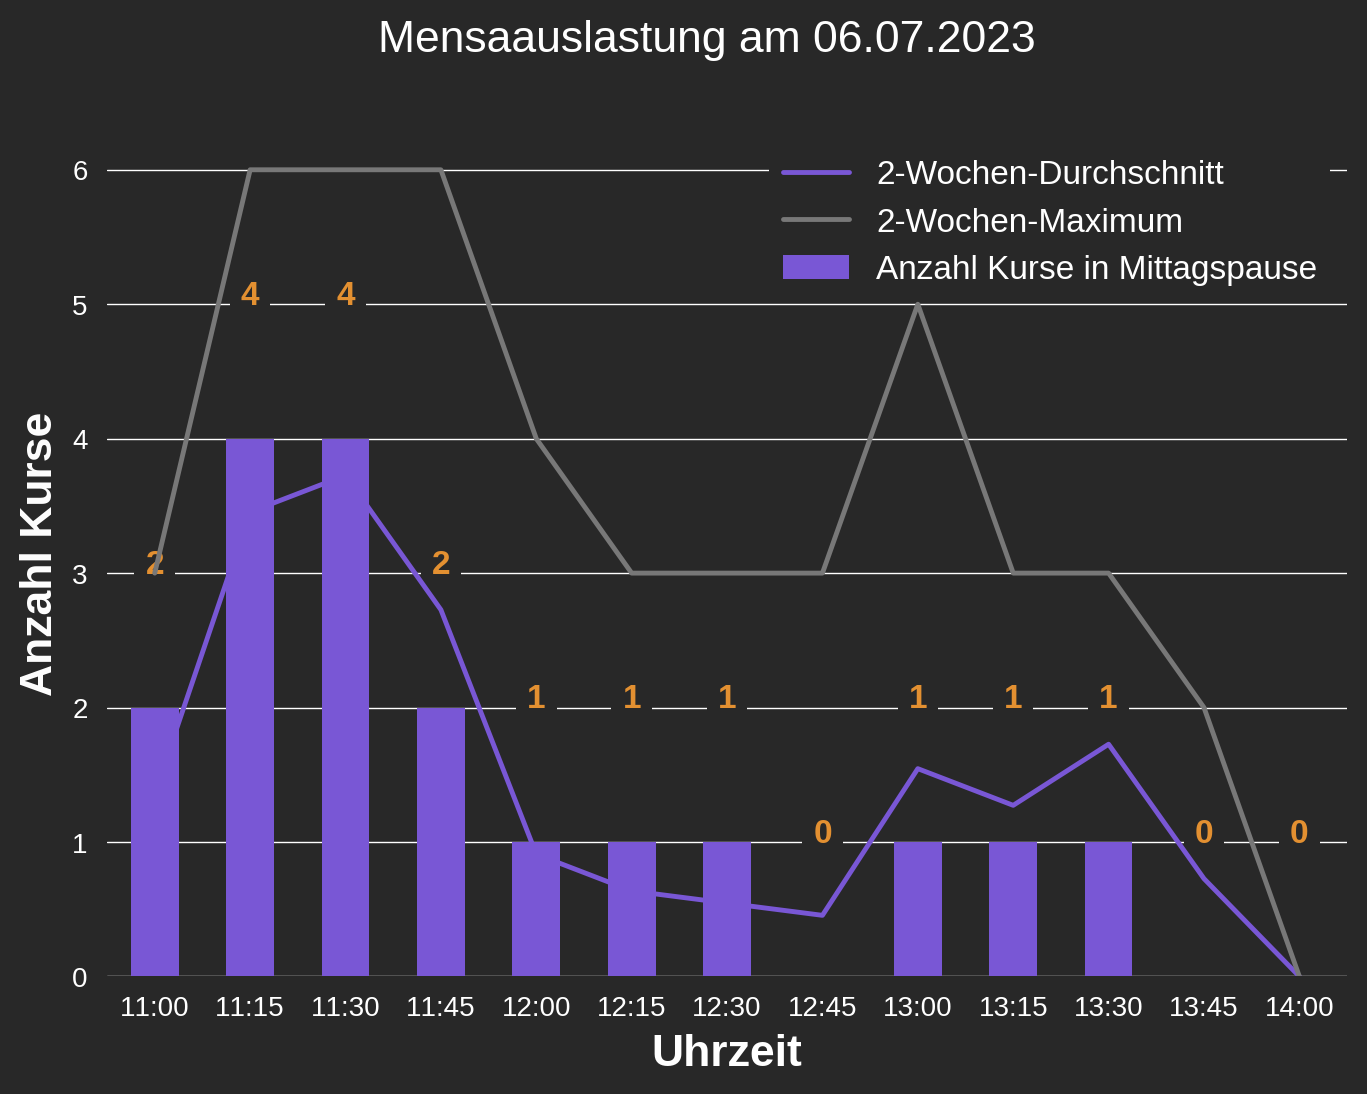 Mensaauslastung am 06.07.2023
2-Wochen-Durchschnitt
2-Wochen-Maximum
Anzahl Kurse in Mittagspause
Anzahl Kurse
6
5
4
3
2
1
0
4 4
2 2
1 1 1 1 1 1
0 0 0
11:00 11:15 11:30 11:45 12:00 12:15 12:30 12:45 13:00 13:15 13:30 13:45 14:00
Uhrzeit